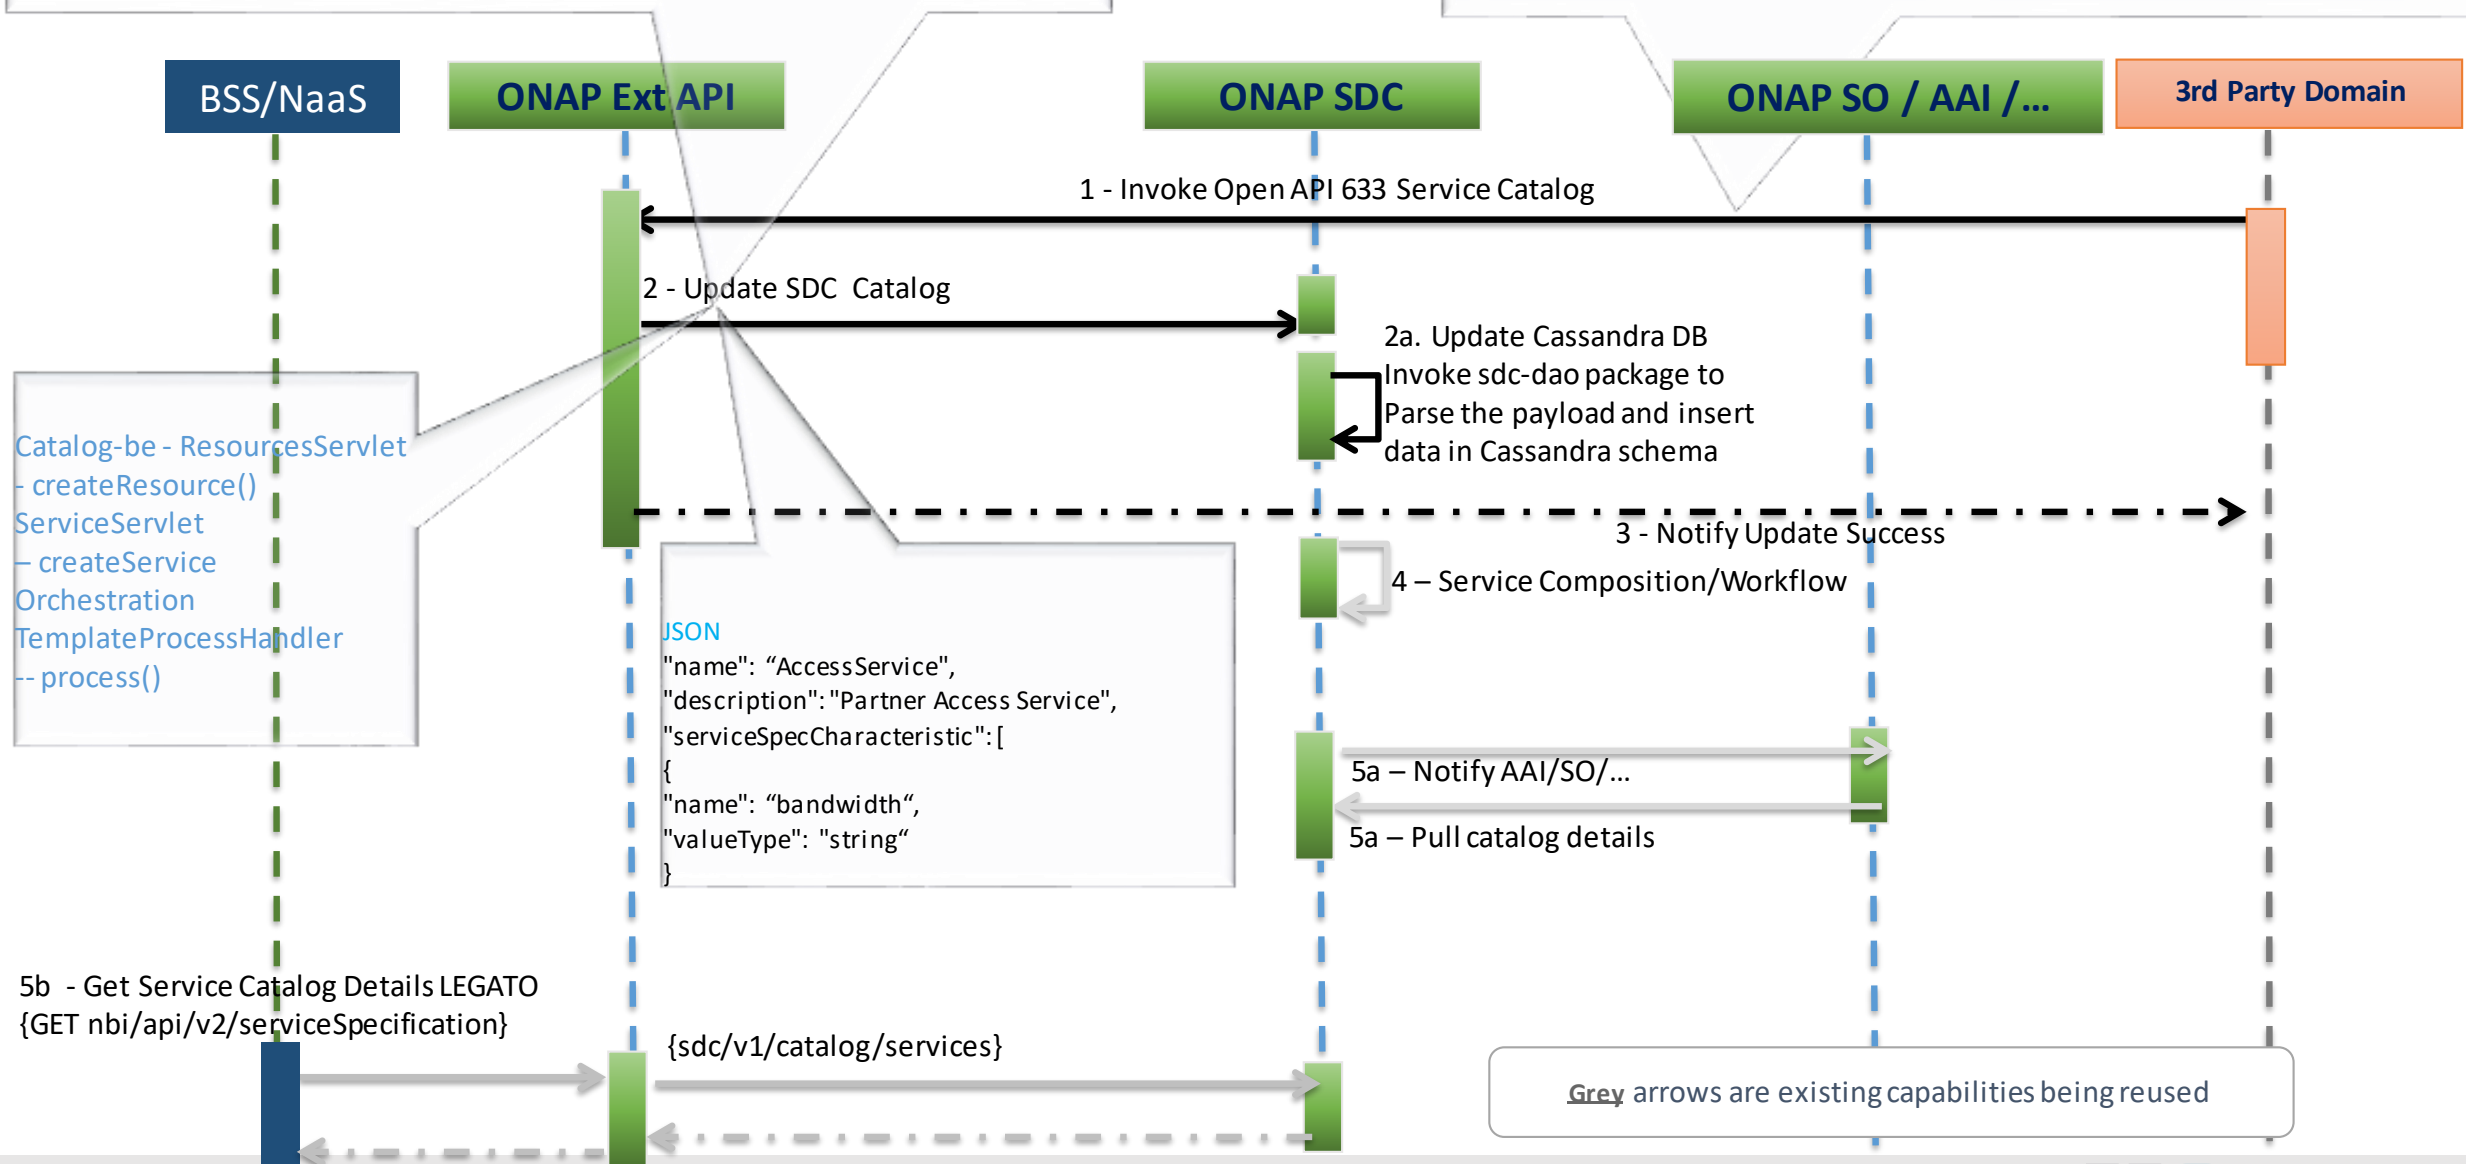 BSS/NaaS
ONAP Ext API
ONAP SDC
ONAP SO / AAI /...
3rd Party Domain
1 - Invoke Open API 633 Service Catalog
2 - Update SDC Catalog
2a. Update Cassandra DB
Invoke sdc-dao package to
Parse the payload and insert
data in Cassandra schema
Catalog-be - ResourcesServlet
- createResource()
ServiceServlet
– createService
Orchestration
TemplateProcessHandler
-- process()
3 - Notify Update Success
4 – Service Composition/Workflow
JSON
"name": “AccessService",
"description": "Partner Access Service",
"serviceSpecCharacteristic": [
{
"name": “bandwidth“,
"valueType": "string“
}
5a – Notify AAI/SO/...
5a – Pull catalog details
5b - Get Service Catalog Details LEGATO
{GET nbi/api/v2/serviceSpecification}
{sdc/v1/catalog/services}
Grey arrows are existing capabilities being reused